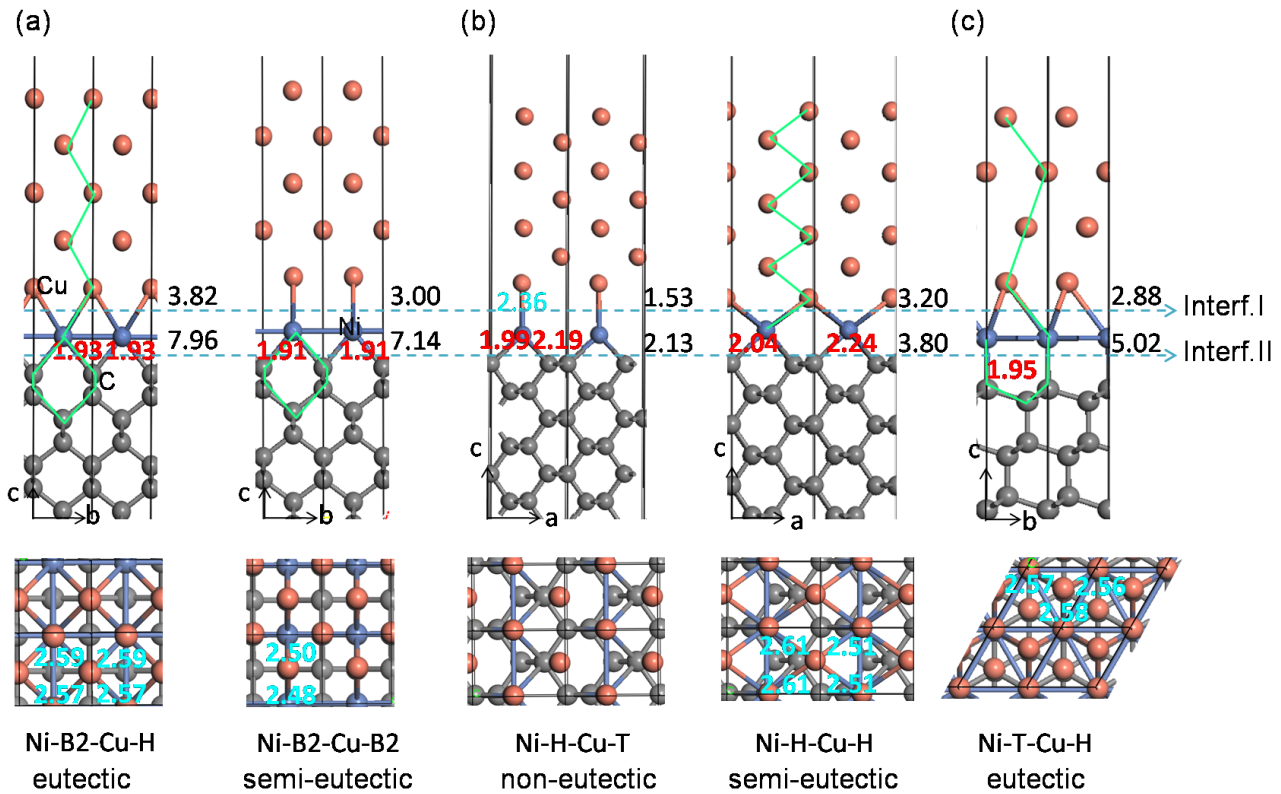 (a)
(b)
(c)
Cu
3.82
3.00
2.36
1.53
3.20
2.88
Interf.I
Ni
1.93 1.93
7.96
1.91
1.91
7.14
1.99 2.19
2.13
2.04
2.24
3.80
5.02
Interf.II
C
1.95
c
b
c
b
c
a
c
a
c
b
2.59 2.59
2.57 2.57
2.50
2.48
2.61 2.51
2.61 2.51
2.57 2.56
2.58
Ni-B2-Cu-H
eutectic
Ni-B2-Cu-B2
semi-eutectic
Ni-H-Cu-T
non-eutectic
Ni-H-Cu-H
semi-eutectic
Ni-T-Cu-H
eutectic